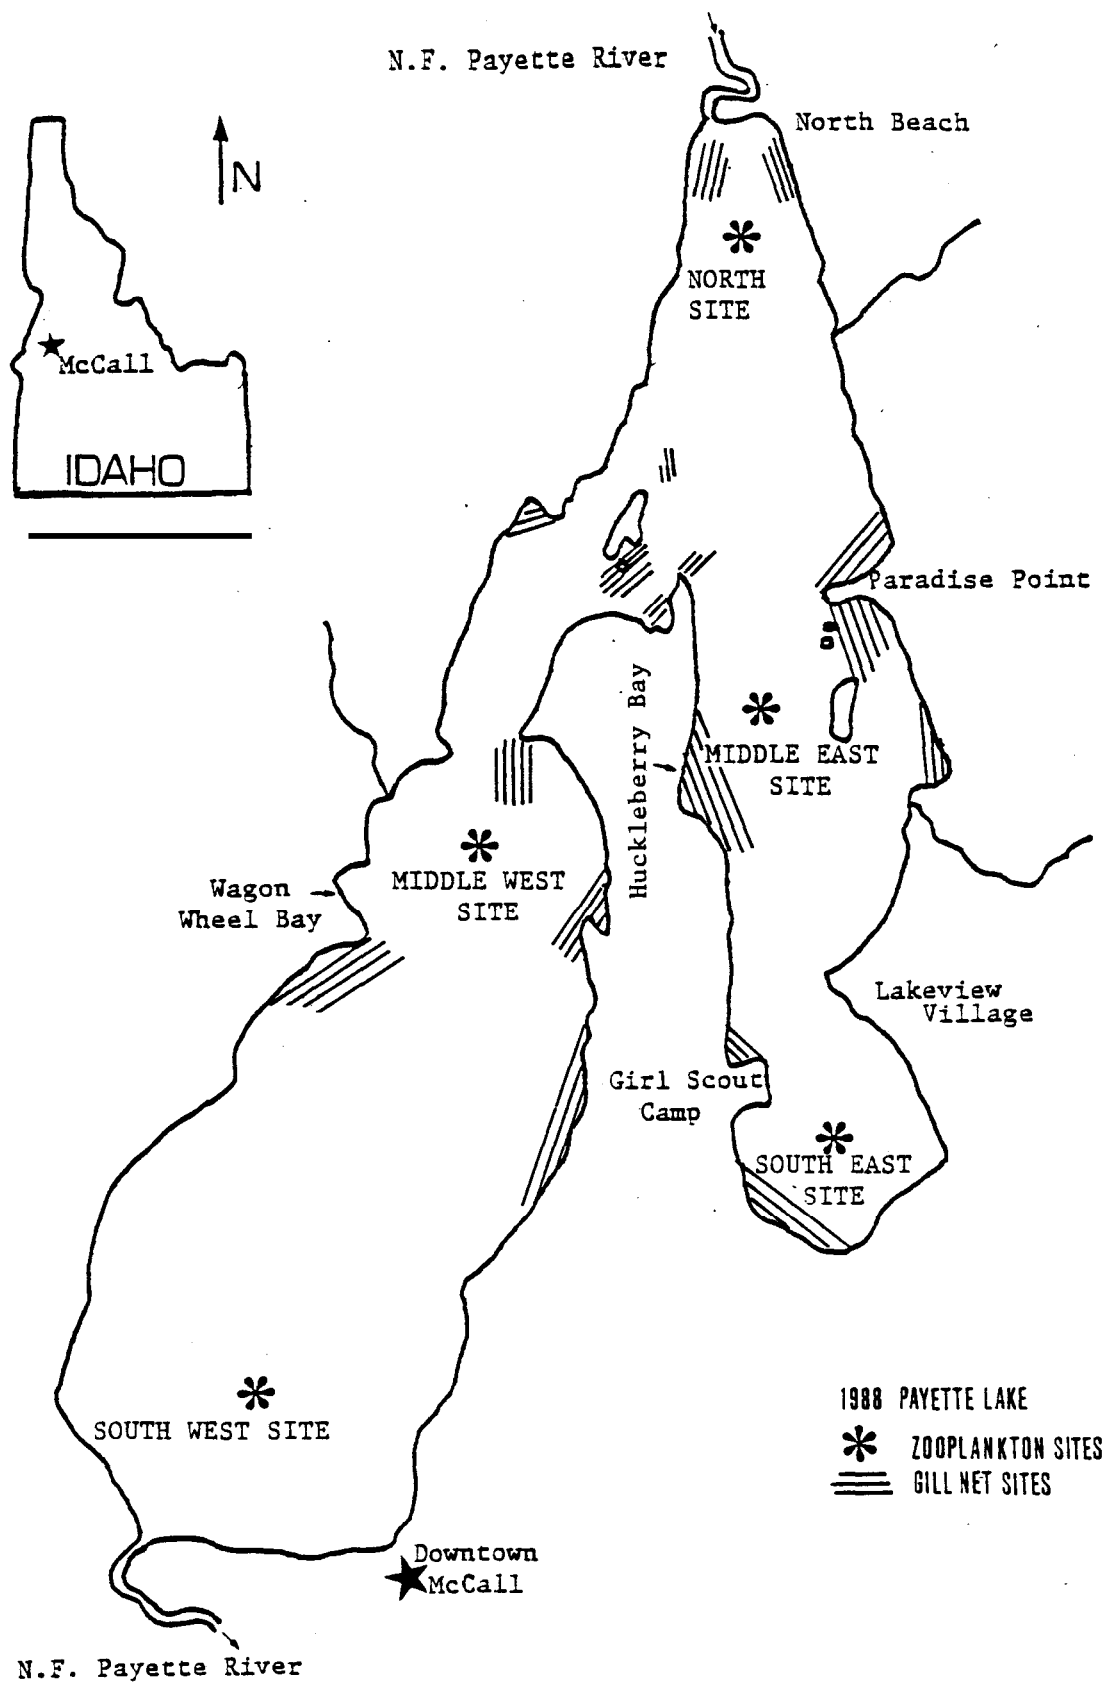 N.F. Payette River
North Beach
N
NORTH
SITE
McCall
IDAHO
Paradise Point
Huckleberry Bay
MIDDLE EAST
SITE
MIDDLE WEST
SITE
Wagon
Wheel Bay
Lakeview
Village
Girl Scout
Camp
SOUTH EAST
SITE
SOUTH WEST SITE
1988 PAYETTE LAKE
ZOOPLANKTON SITES
GILL NET SITES
Downtown
McCall
N.F. Payette River